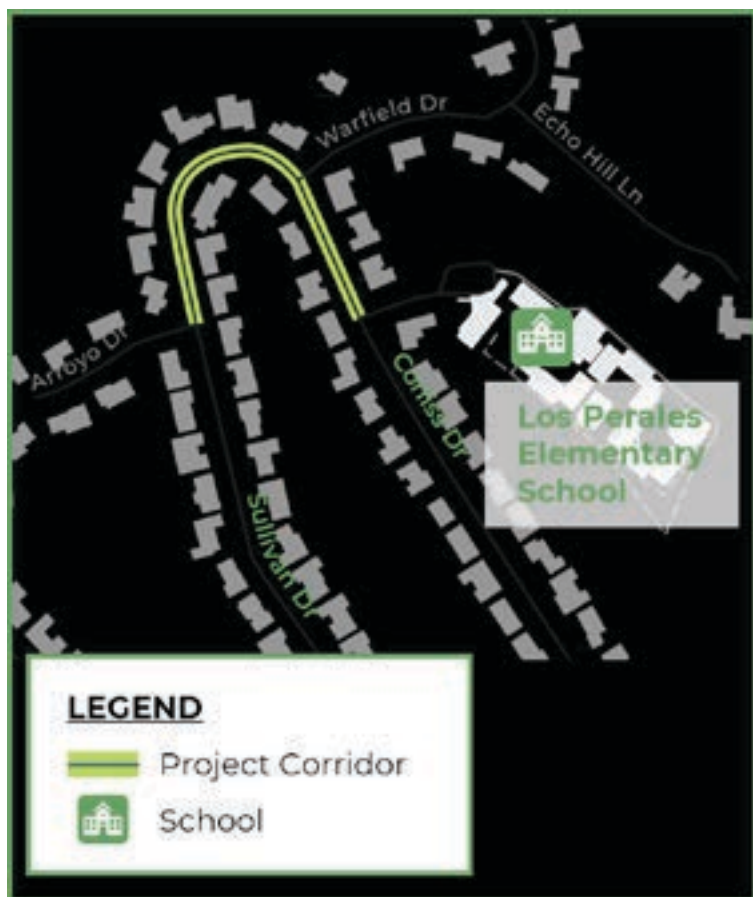 Warfield Dr
Echo Hill Ln
Arroyo Dr
Corliss Dr
Los Perales
Elementary
School
Sullivan Dr
LEGEND
Project Corridor
School